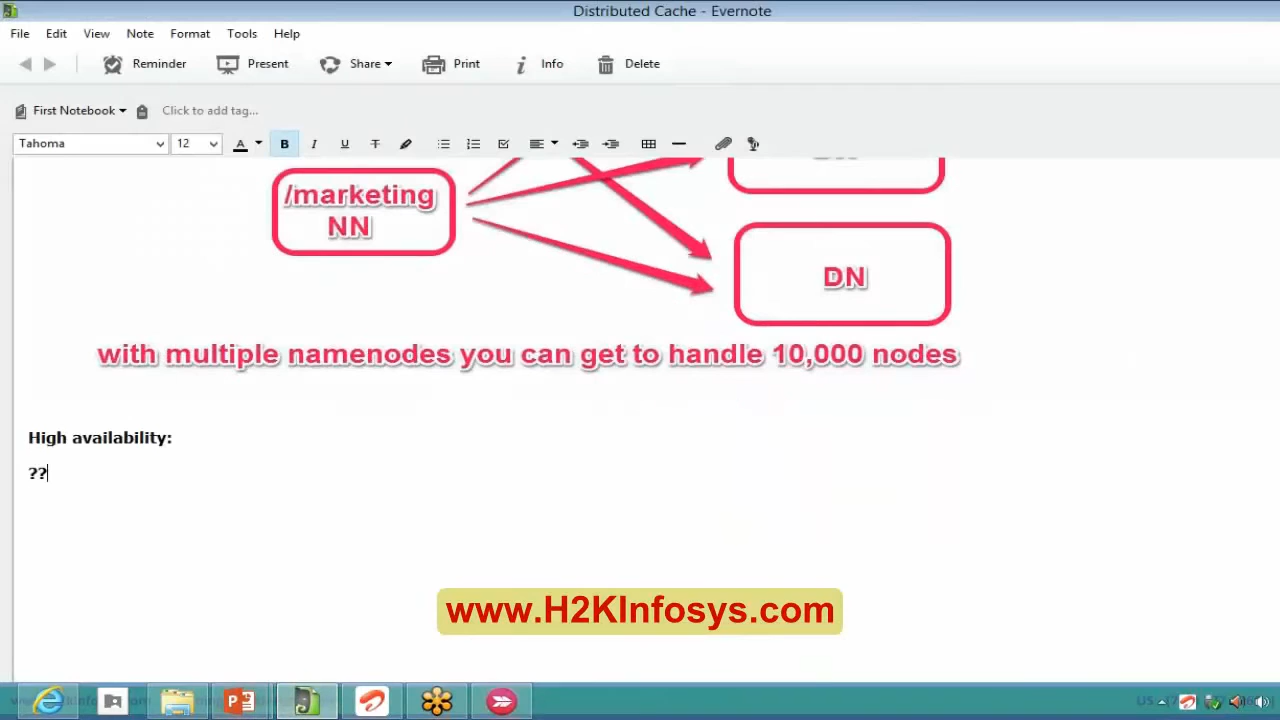 Distributed Cache - Evernote
File Edit View Note Format Tools Help
Reminder Present Share Print Info Delete
First Notebook Click to add tag...
Tahoma 12 A B I U T
/marketing
NN
DN
with multiple namenodes you can get to handle 10,000 nodes
High availability:
??
www.H2KInfosys.com